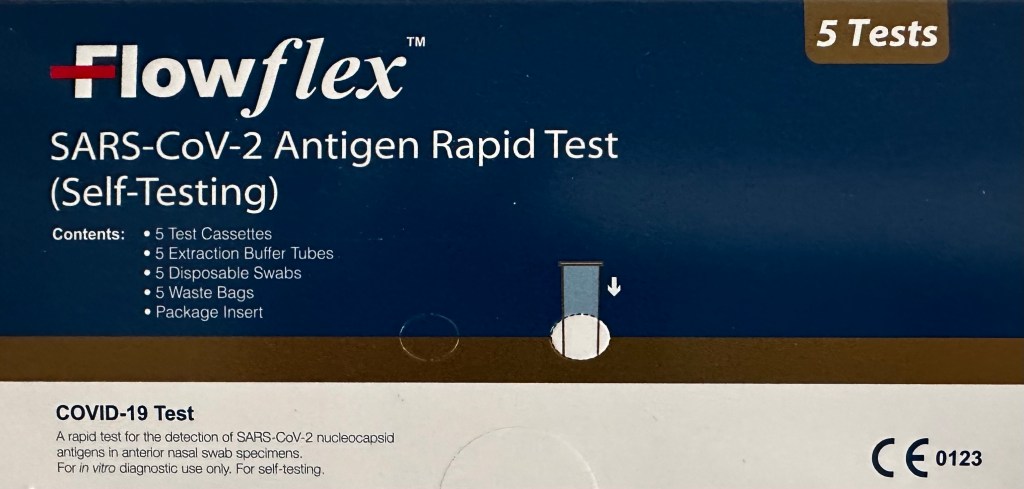 Flowflex™
5 Tests
SARS-CoV-2 Antigen Rapid Test
(Self-Testing)
Contents: • 5 Test Cassettes
• 5 Extraction Buffer Tubes
• 5 Disposable Swabs
• 5 Waste Bags
• Package Insert
COVID-19 Test
A rapid test for the detection of SARS-CoV-2 nucleocapsid
antigens in anterior nasal swab specimens.
For in vitro diagnostic use only. For self-testing.
CE 0123